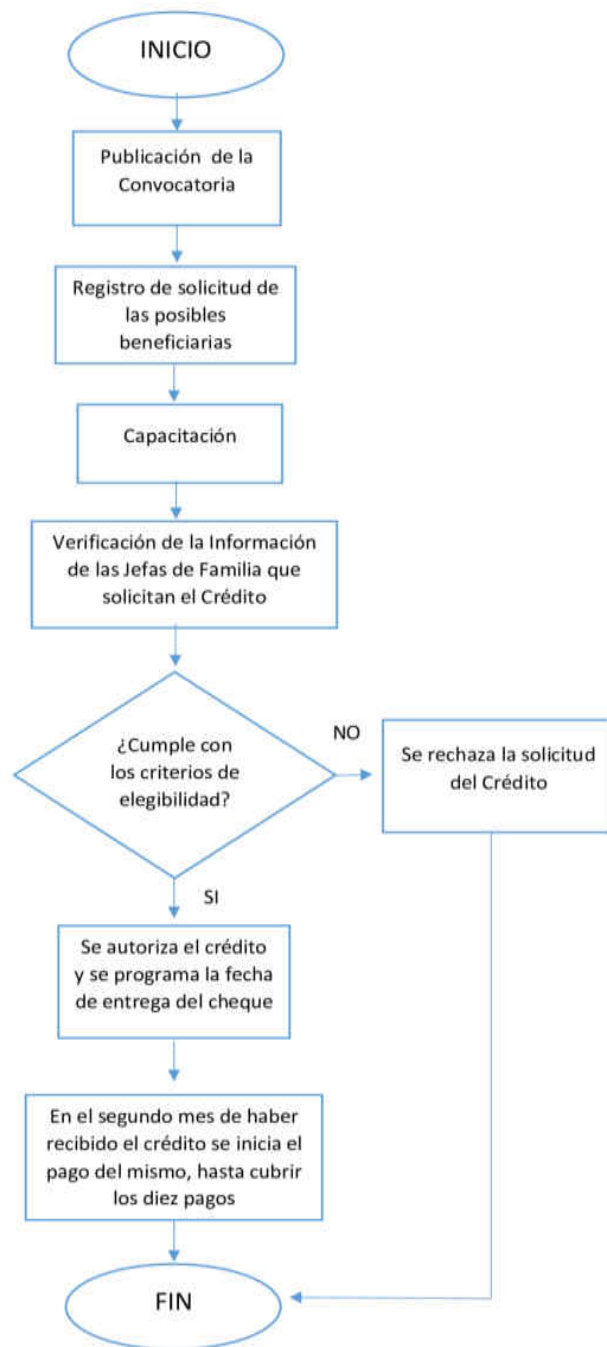 INICIO
Publicación de la
Convocatoria
Registro de solicitud de
las posibles
beneficiarias
Capacitación
Verificación de la Información
de las Jefas de Familia que
solicitan el Crédito
¿Cumple con
los criterios de
elegibilidad?
NO
Se rechaza la solicitud
del Crédito
SI
Se autoriza el crédito
y se programa la fecha
de entrega del cheque
En el segundo mes de haber
recibido el crédito se inicia el
pago del mismo, hasta cubrir
los diez pagos
FIN